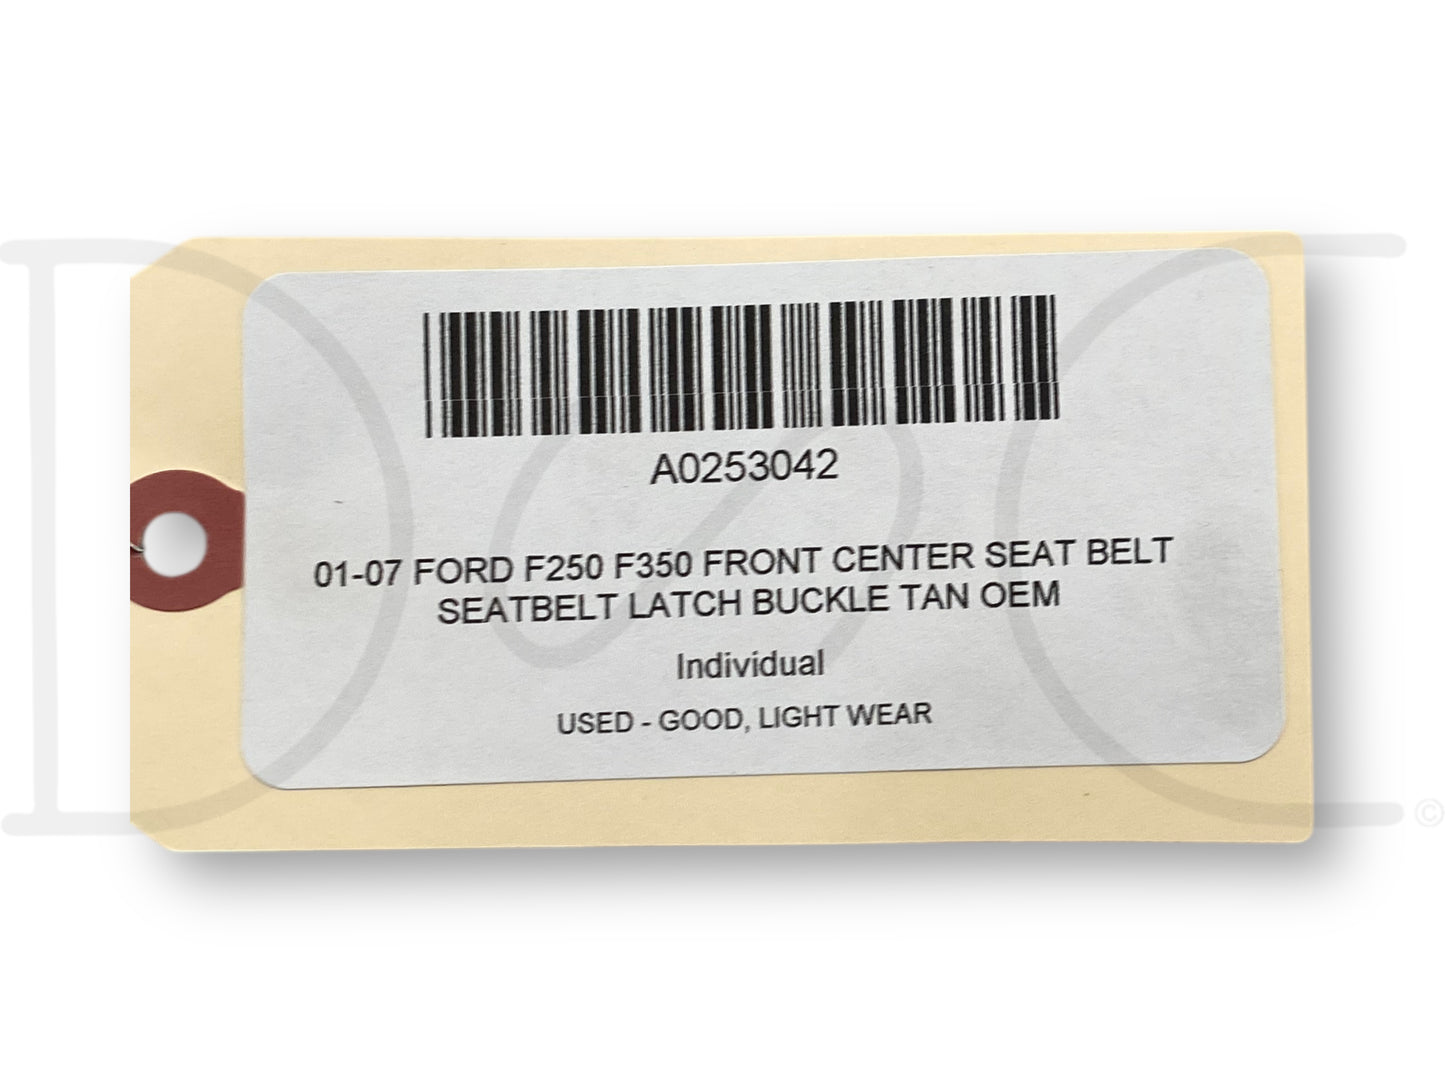 A0253042
01-07 FORD F250 F350 FRONT CENTER SEAT BELT
SEATBELT LATCH BUCKLE TAN OEM
Individual
USED - GOOD, LIGHT WEAR
©